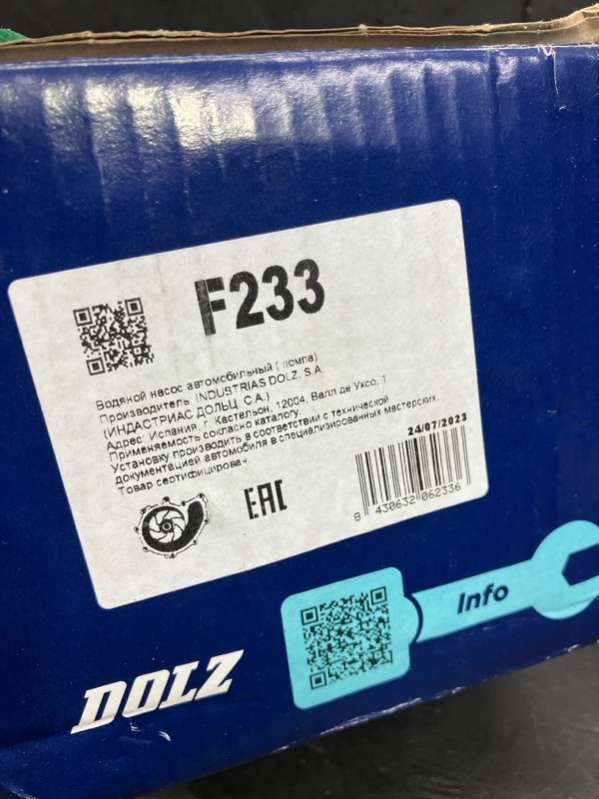 F233
Водяной насос автомобильный (помпа)
Производитель INDUSTRIAS DOLZ, S.A.
(ИНДАСТРИАС ДОЛЬЦ, С.А.)
Адрес: Испания, г. Кастельон, 12004, Валл де Уксо, 1
Применяемость согласно каталогу.
Установку производить в соответствии с технической
документацией автомобиля в специализированных мастерских.
Товар сертифицирован.
24/07/2023
8 430632 062336
EAC
Info
DOLZ